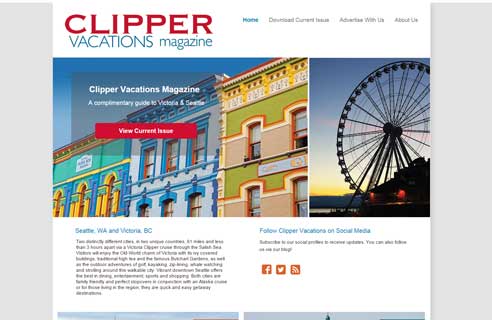 CLIPPER
VACATIONS magazine
Home Download Current Issue Advertise With Us About Us
Clipper Vacations Magazine
A complimentary guide to Victoria & Seattle
View Current Issue
Seattle, WA and Victoria, BC
Two distinctly different cities, in two unique countries, 81 miles and less
than 3 hours apart via a Victoria Clipper cruise through the Salish Sea.
Visitors will enjoy the Old-World charm of Victoria with its ivy covered
buildings, traditional high tea and the famous Butchart Gardens, as well
as the outdoor adventures of golf, kayaking, zip-lining, whale watching
and strolling around this walkable city. Vibrant downtown Seattle offers
the best in dining, entertainment, sports and shopping. Both cities are
family friendly and perfect stopovers in conjunction with an Alaska cruise
or for those living in the region, they are quick and easy getaway
destinations.
Follow Clipper Vacations on Social Media
Subscribe to our social profiles to receive updates. You can also follow
us via our blog!